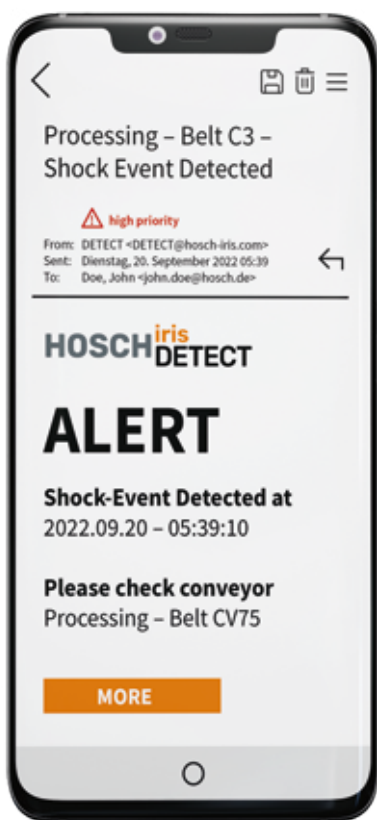 Processing – Belt C3 –
Shock Event Detected
high priority
From: DETECT <DETECT@hosch-iris.com>
Sent: Dienstag, 20. September 2022 05:39
To: Doe, John <john.doe@hosch.de>
HOSCH iris DETECT
ALERT
Shock-Event Detected at
2022.09.20 – 05:39:10
Please check conveyor
Processing – Belt CV75
MORE